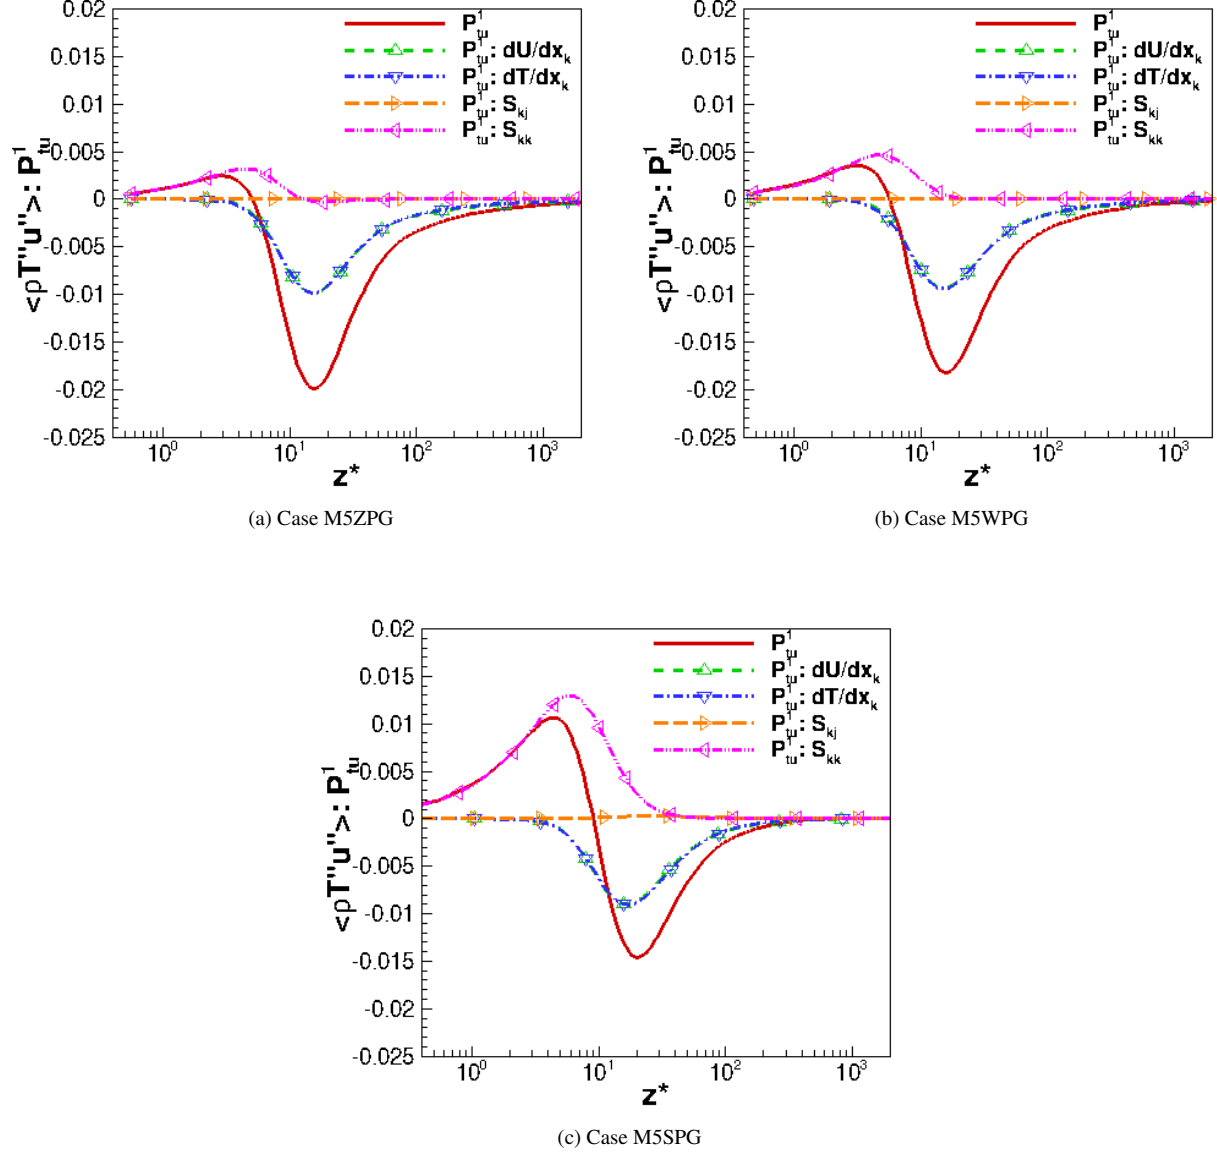 0.02
0.015
0.01
0.005
0
-0.005
-0.01
-0.015
-0.02
-0.025
<ρT"u">: P¹tu
P¹tu
P¹tu: dU/dxₖ
P¹tu: dT/dxₖ
P¹tu: Sₖⱼ
P¹tu: Sₖₖ
10⁰ 10¹ 10² 10³
z*
(a) Case M5ZPG
0.02
0.015
0.01
0.005
0
-0.005
-0.01
-0.015
-0.02
-0.025
<ρT"u">: P¹tu
P¹tu
P¹tu: dU/dxₖ
P¹tu: dT/dxₖ
P¹tu: Sₖⱼ
P¹tu: Sₖₖ
10⁰ 10¹ 10² 10³
z*
(b) Case M5WPG
0.02
0.015
0.01
0.005
0
-0.005
-0.01
-0.015
-0.02
-0.025
<ρT"u">: P¹tu
P¹tu
P¹tu: dU/dxₖ
P¹tu: dT/dxₖ
P¹tu: Sₖⱼ
P¹tu: Sₖₖ
10⁰ 10¹ 10² 10³
z*
(c) Case M5SPG